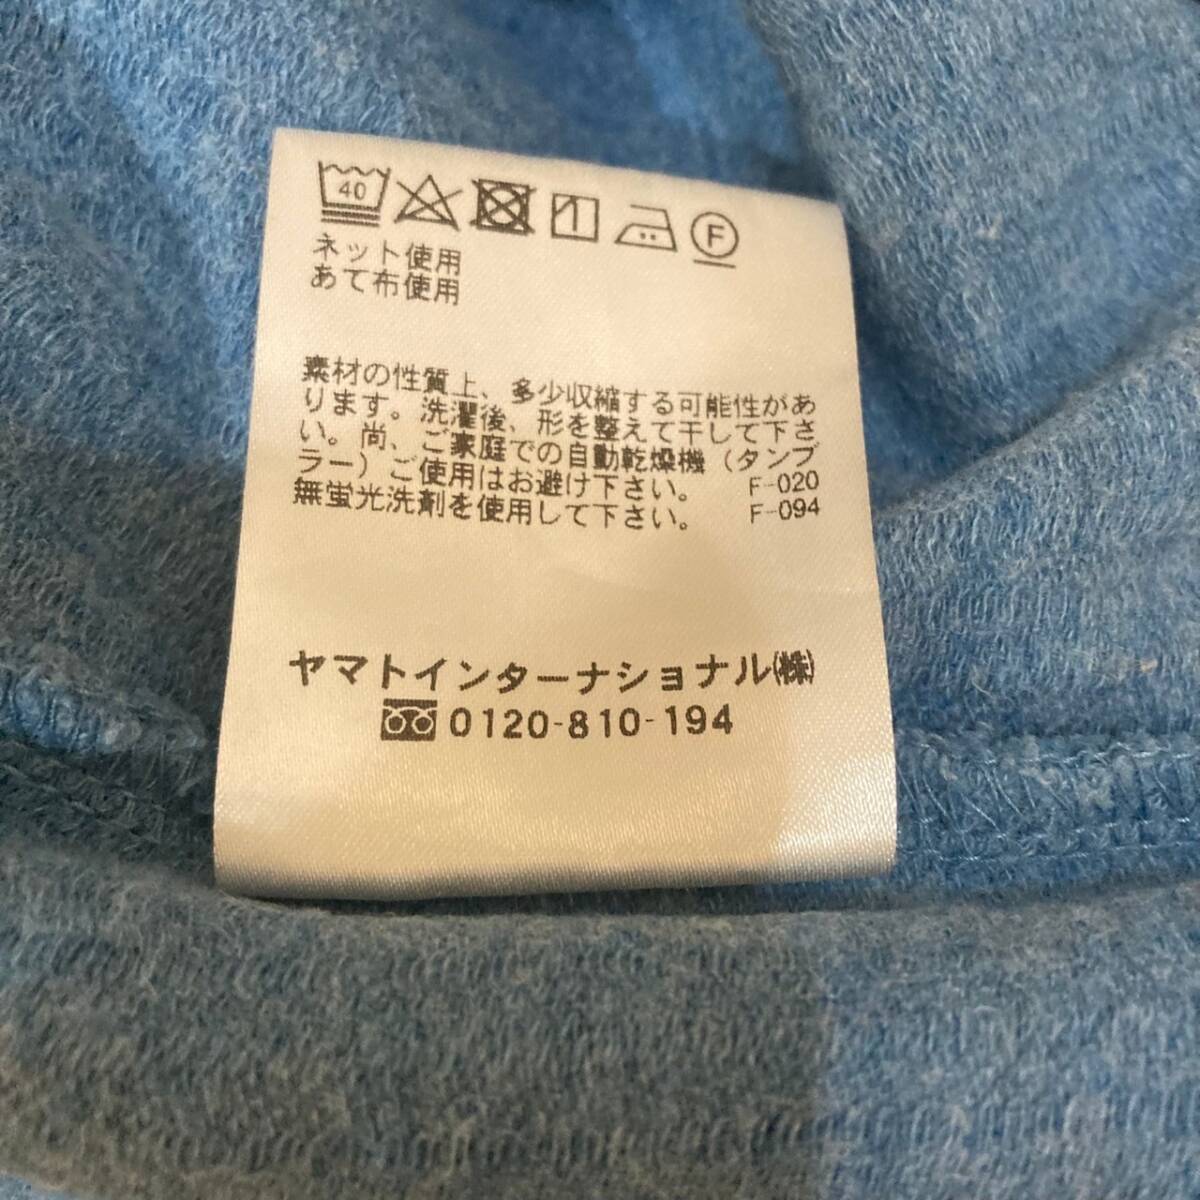 40
F
ネット使用
あて布使用
素材の性質上、多少収縮する可能性があ
ります。洗濯後、形を整えて干して下さ
い。尚、ご家庭での自動乾燥機（タンブ
ラー）ご使用はお避け下さい。 F-020
無蛍光洗剤を使用して下さい。 F-094
ヤマトインターナショナル㈱
0120-810-194